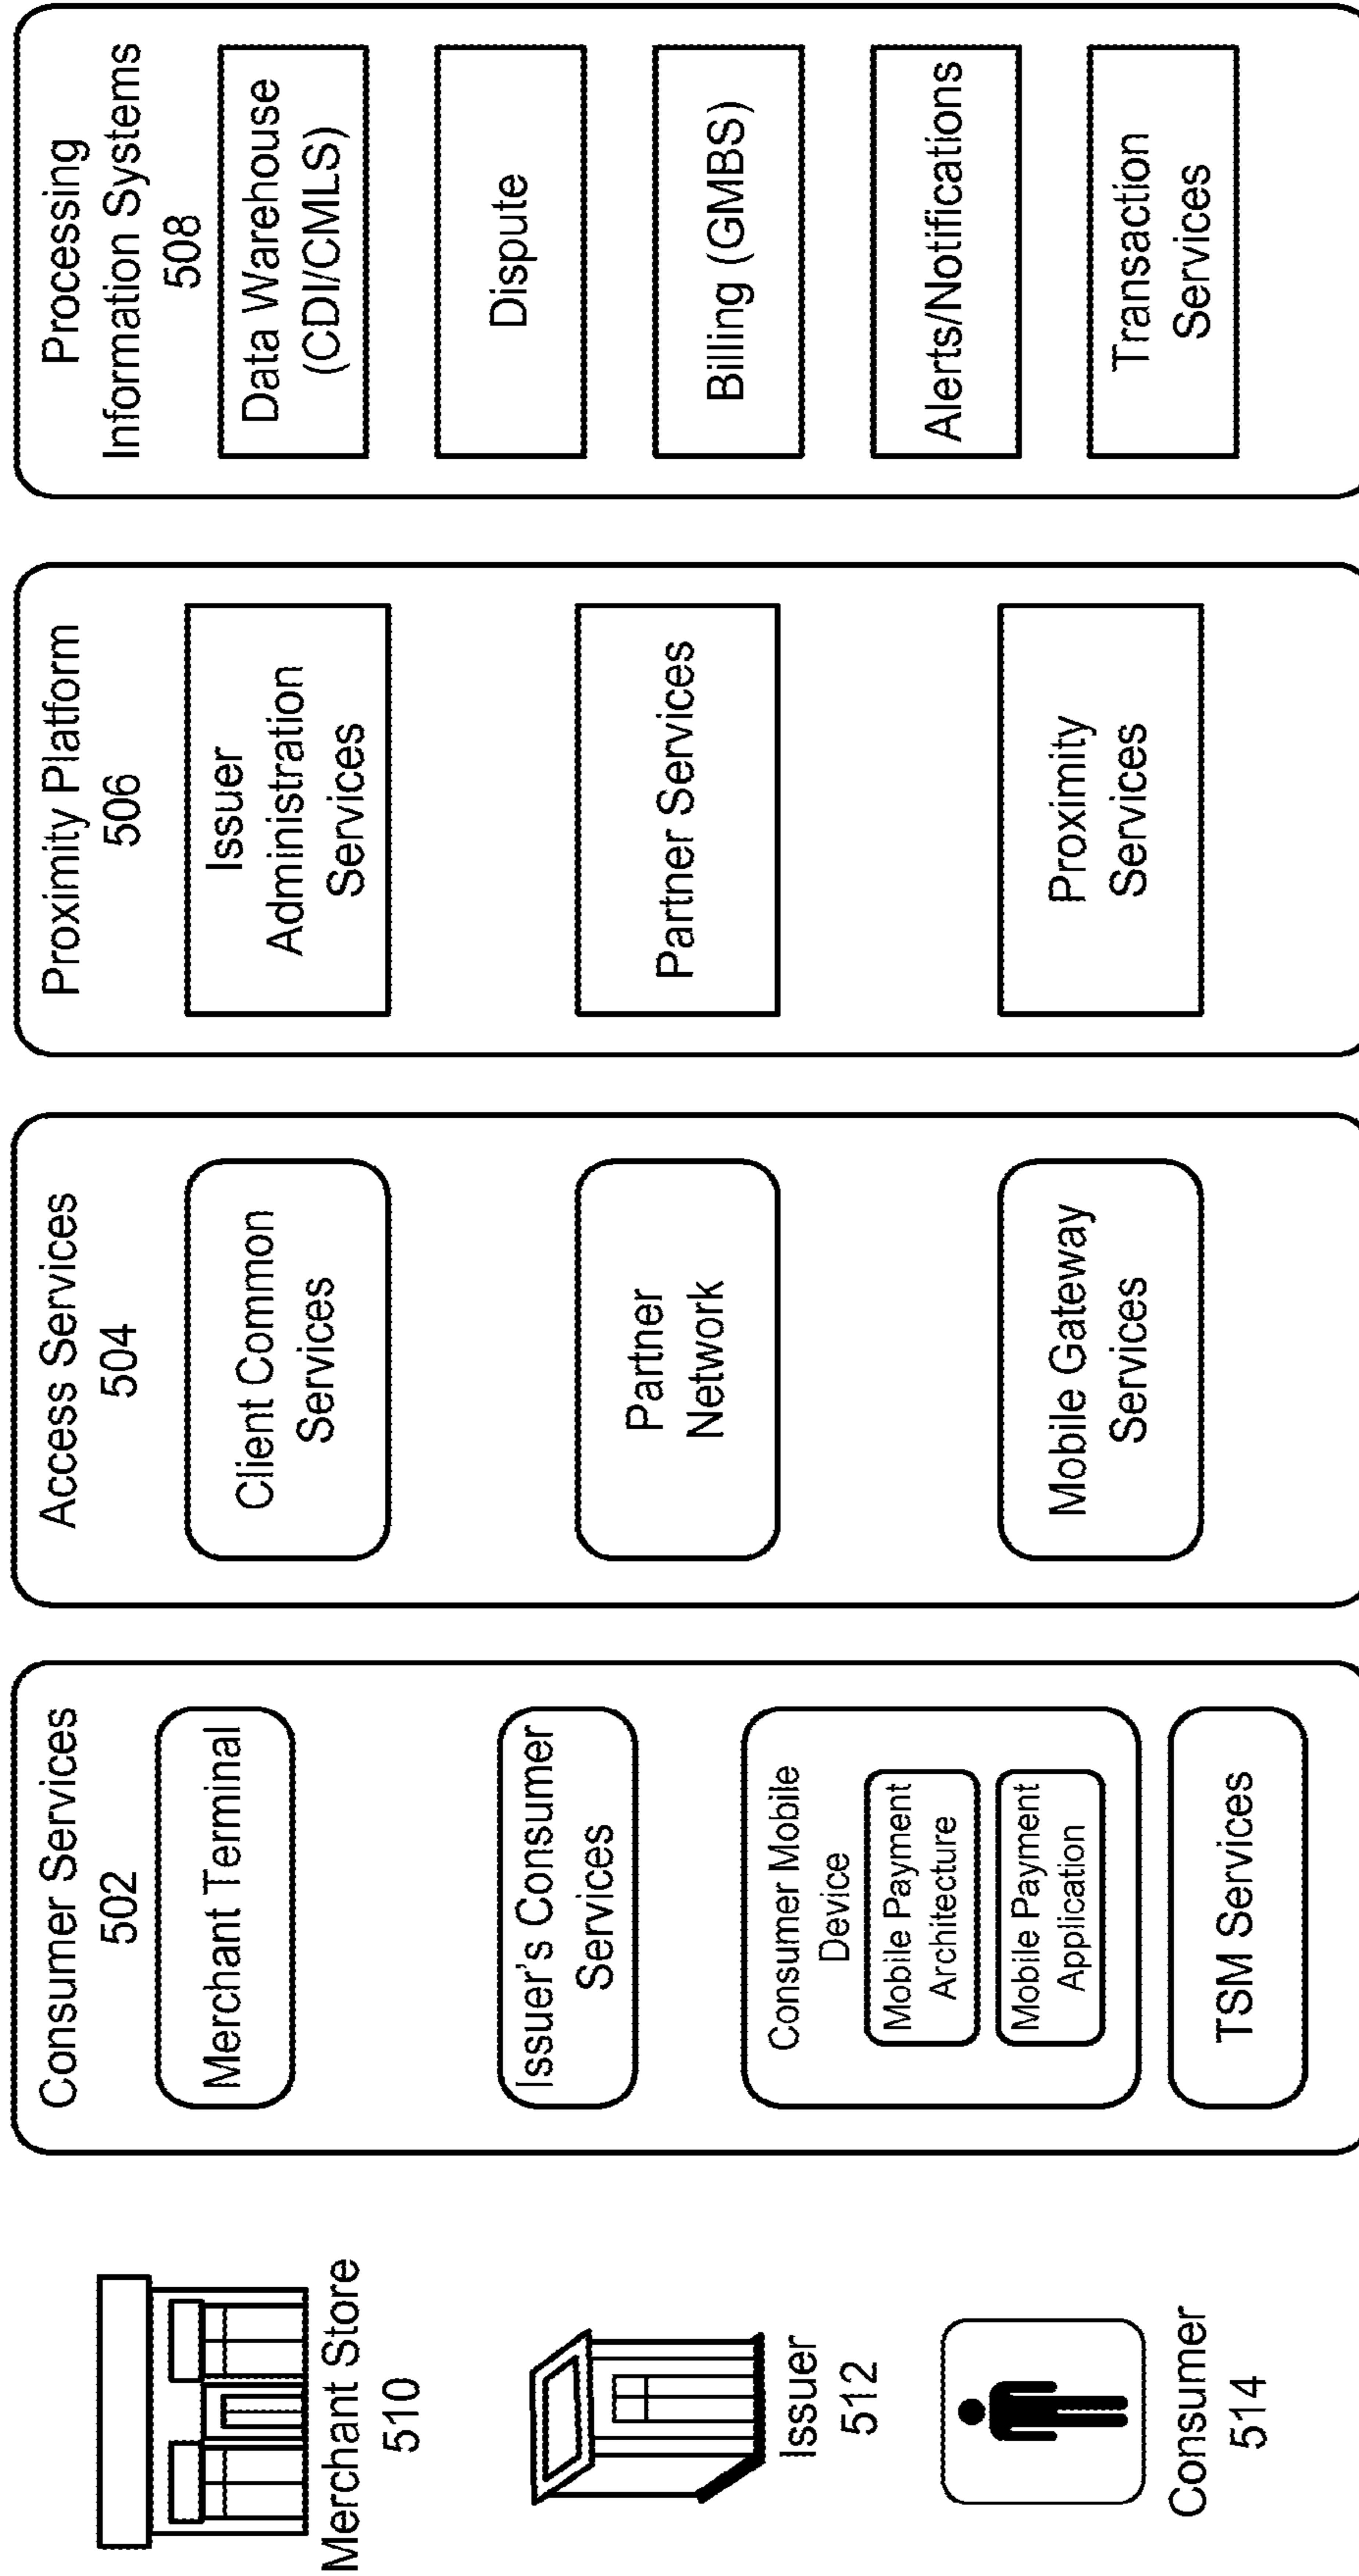 Merchant Store
510
Issuer
512
Consumer
514
Consumer Services
502
Merchant Terminal
Issuer's Consumer
Services
Consumer Mobile
Device
Mobile Payment
Architecture
Mobile Payment
Application
TSM Services
Access Services
504
Client Common
Services
Partner
Network
Mobile Gateway
Services
Proximity Platform
506
Issuer
Administration
Services
Partner Services
Proximity
Services
Processing
Information Systems
508
Data Warehouse
(CDI/CMLS)
Dispute
Billing (GMBS)
Alerts/Notifications
Transaction
Services